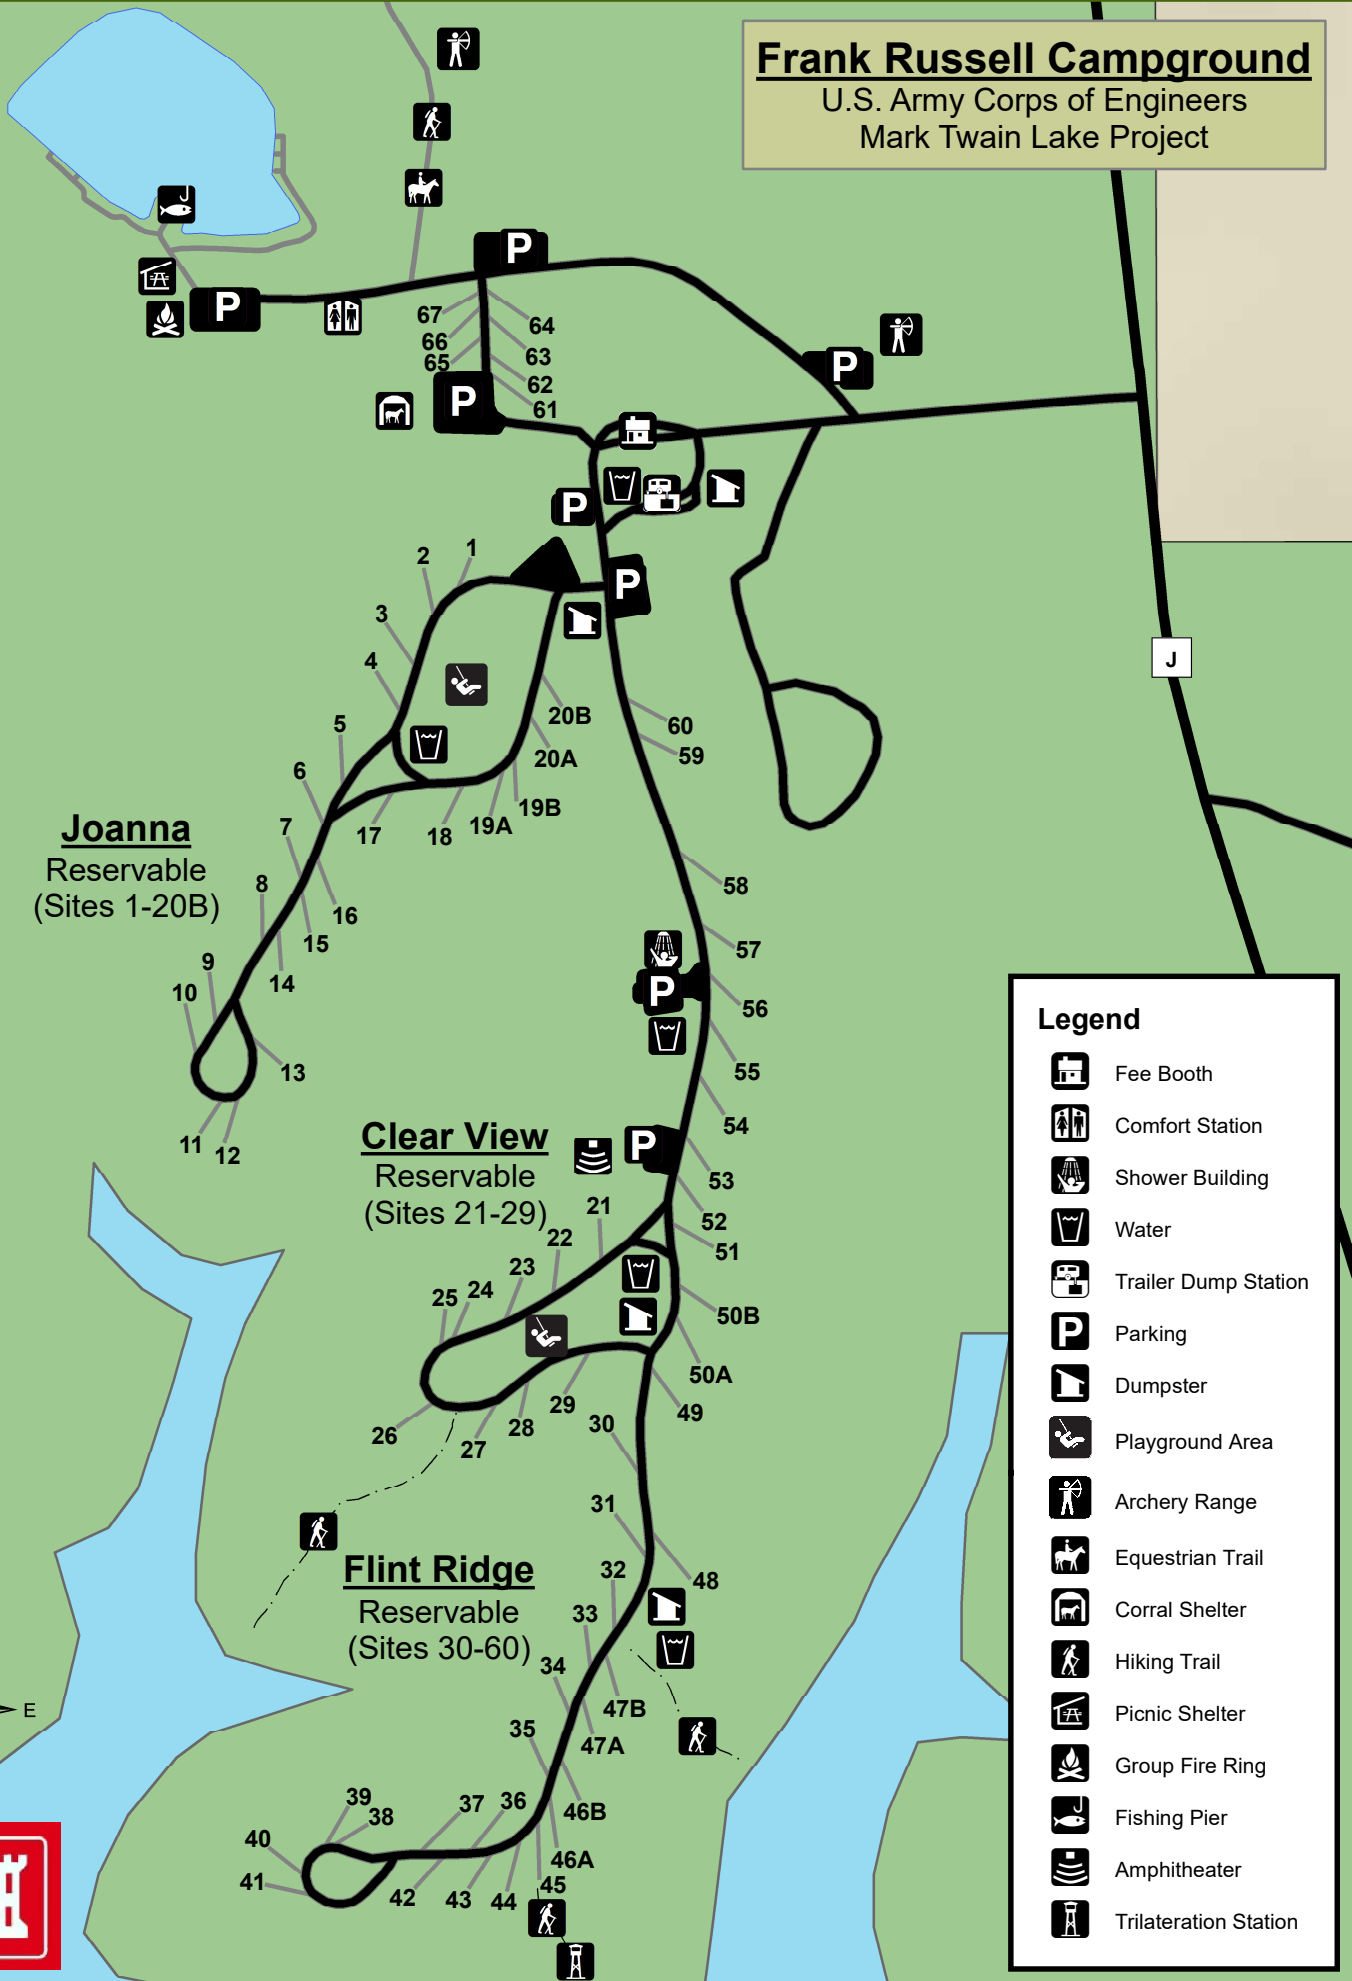 Frank Russell Campground
U.S. Army Corps of Engineers
Mark Twain Lake Project
P
P
67
64
66
63
65
62
61
P
P
P
P
1
2
3
4
5
6
7
8
9
10
11
12
13
14
15
16
17
18
19A
19B
20A
20B
60
59
J
Joanna
Reservable
(Sites 1-20B)
58
57
P
56
55
54
P
53
52
51
Clear View
Reservable
(Sites 21-29)
21
22
23
24
25
26
27
28
29
50B
50A
49
30
31
32
33
34
35
36
37
38
39
40
41
42
43
44
45
46A
46B
47A
47B
48
Flint Ridge
Reservable
(Sites 30-60)
E
Legend
Fee Booth
Comfort Station
Shower Building
Water
Trailer Dump Station
P Parking
Dumpster
Playground Area
Archery Range
Equestrian Trail
Corral Shelter
Hiking Trail
Picnic Shelter
Group Fire Ring
Fishing Pier
Amphitheater
Trilateration Station